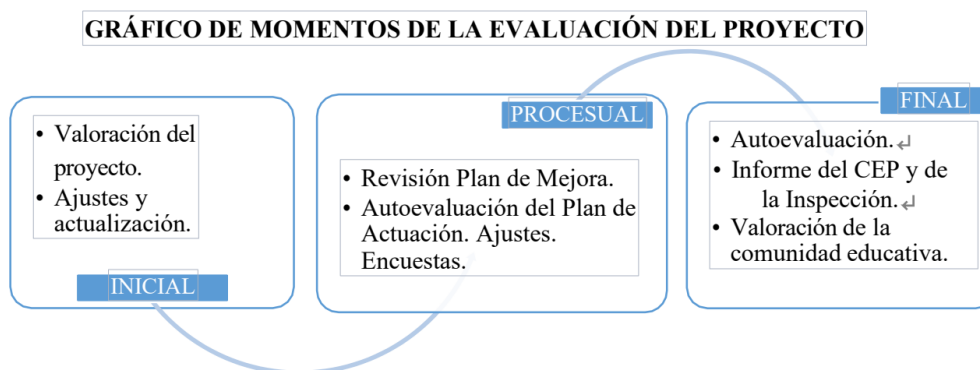 GRÁFICO DE MOMENTOS DE LA EVALUACIÓN DEL PROYECTO
• Valoración del
proyecto.
• Ajustes y
actualización.
INICIAL
PROCESUAL
• Revisión Plan de Mejora.
• Autoevaluación del Plan de
Actuación. Ajustes.
Encuestas.
FINAL
• Autoevaluación.↵
• Informe del CEP y de
la Inspección.↵
• Valoración de la
comunidad educativa.